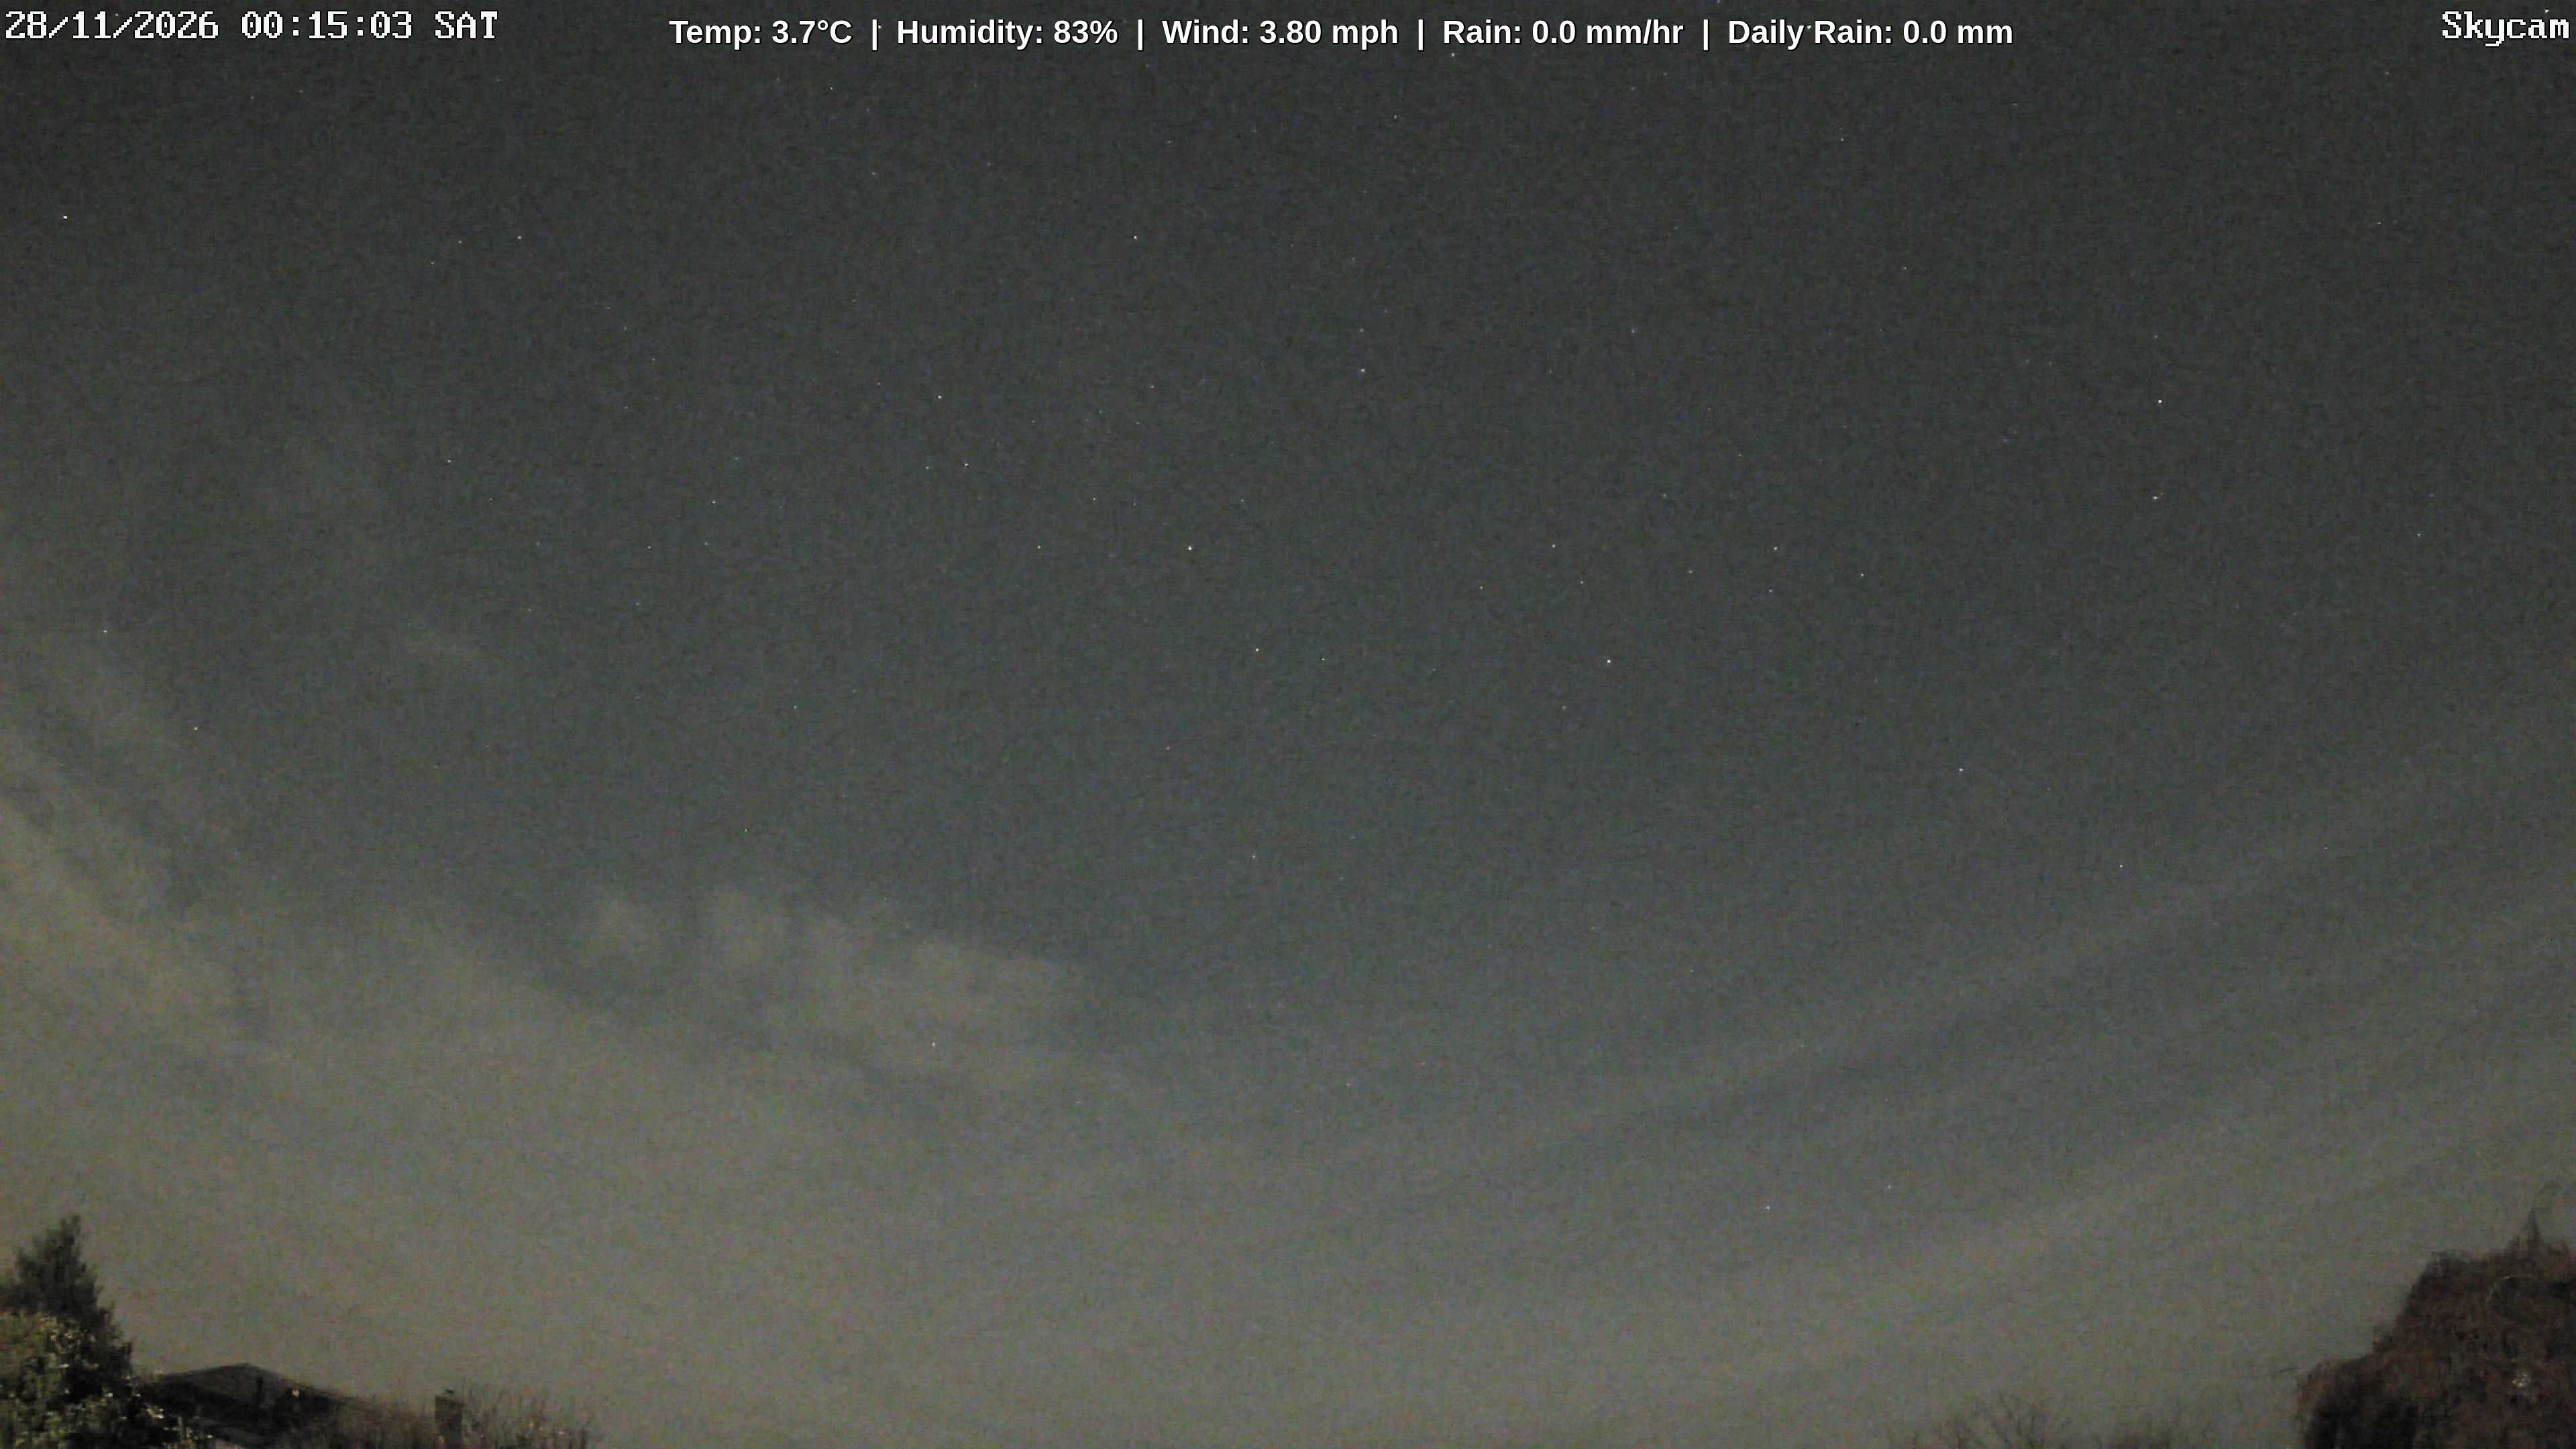 28/11/2026 00:15:03 SAT
Temp: 3.7°C | Humidity: 83% | Wind: 3.80 mph | Rain: 0.0 mm/hr | Daily Rain: 0.0 mm
Skycam